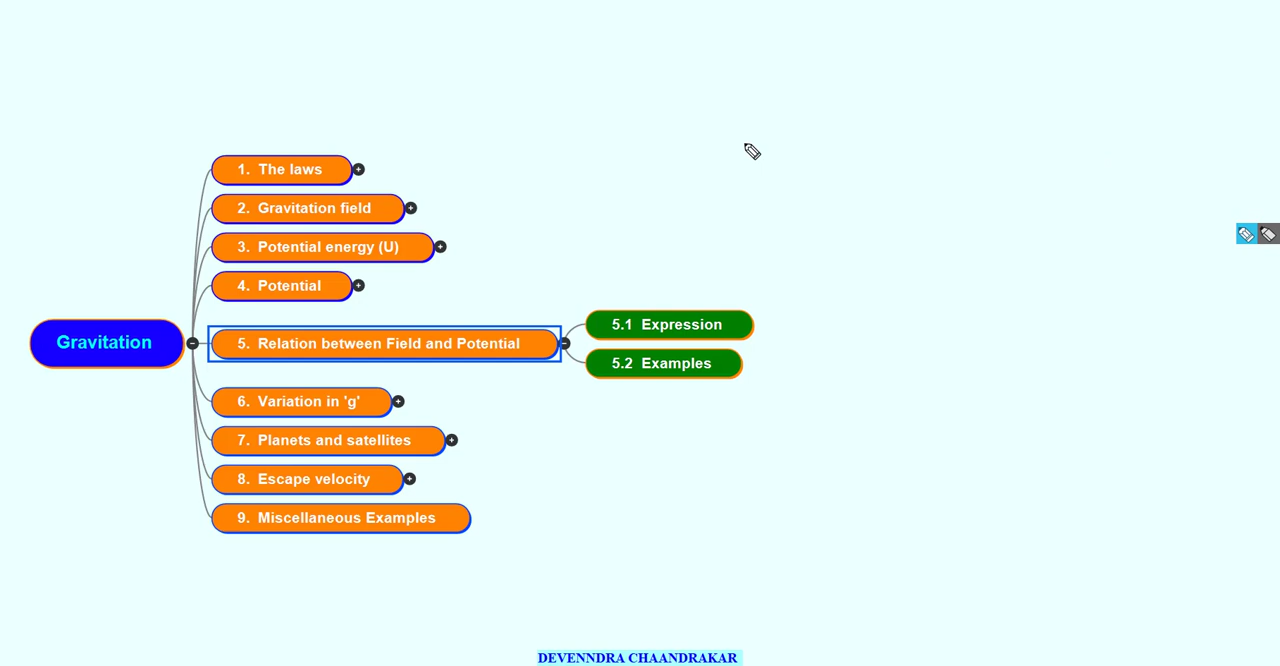 Gravitation
1. The laws
2. Gravitation field
3. Potential energy (U)
4. Potential
5. Relation between Field and Potential
5.1 Expression
5.2 Examples
6. Variation in 'g'
7. Planets and satellites
8. Escape velocity
9. Miscellaneous Examples
DEVENNDRA CHAANDRAKAR